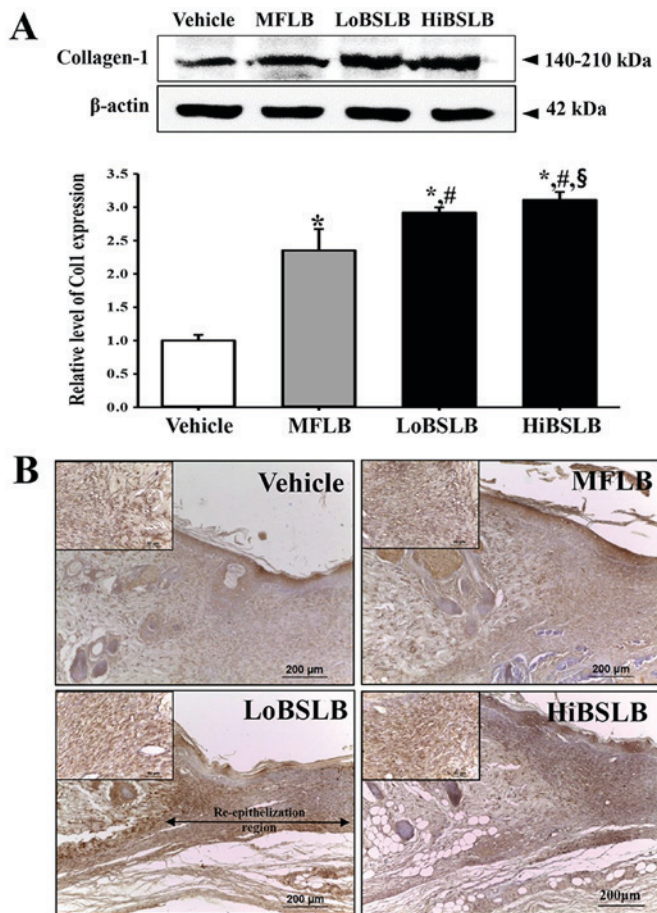 A
Vehicle MFLB LoBSLB HiBSLB
Collagen-1
140-210 kDa
β-actin
42 kDa
Relative level of Col1 expression
3.5
3.0
2.5
2.0
1.5
1.0
0.5
0.0
*
*,#
*,#,§
Vehicle MFLB LoBSLB HiBSLB
B
Vehicle
200 μm
MFLB
200 μm
LoBSLB
Re-epithelization
region
200 μm
HiBSLB
200μm